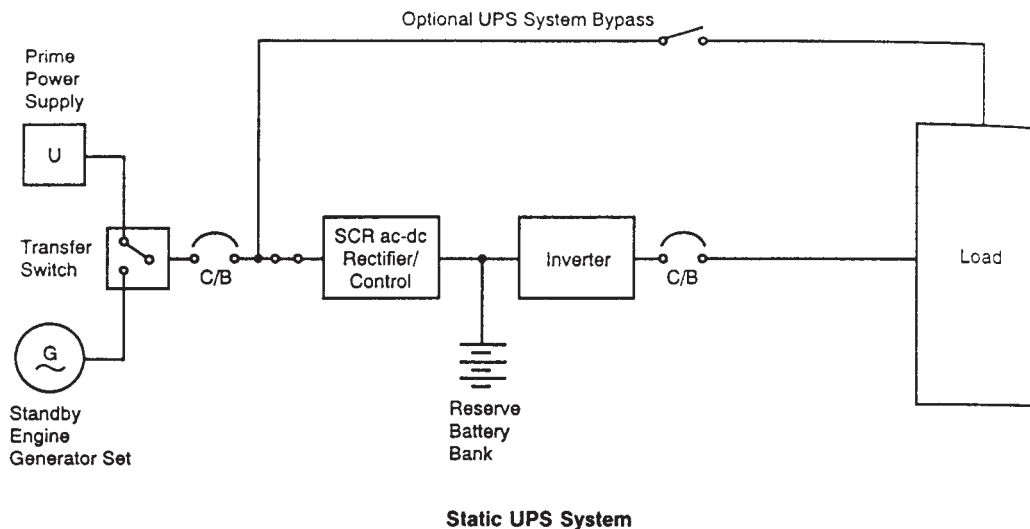 Optional UPS System Bypass
Prime
Power
Supply
U
Transfer
Switch
C/B
SCR ac-dc
Rectifier/
Control
Inverter
C/B
Load
G
Standby
Engine
Generator Set
Reserve
Battery
Bank
Static UPS System